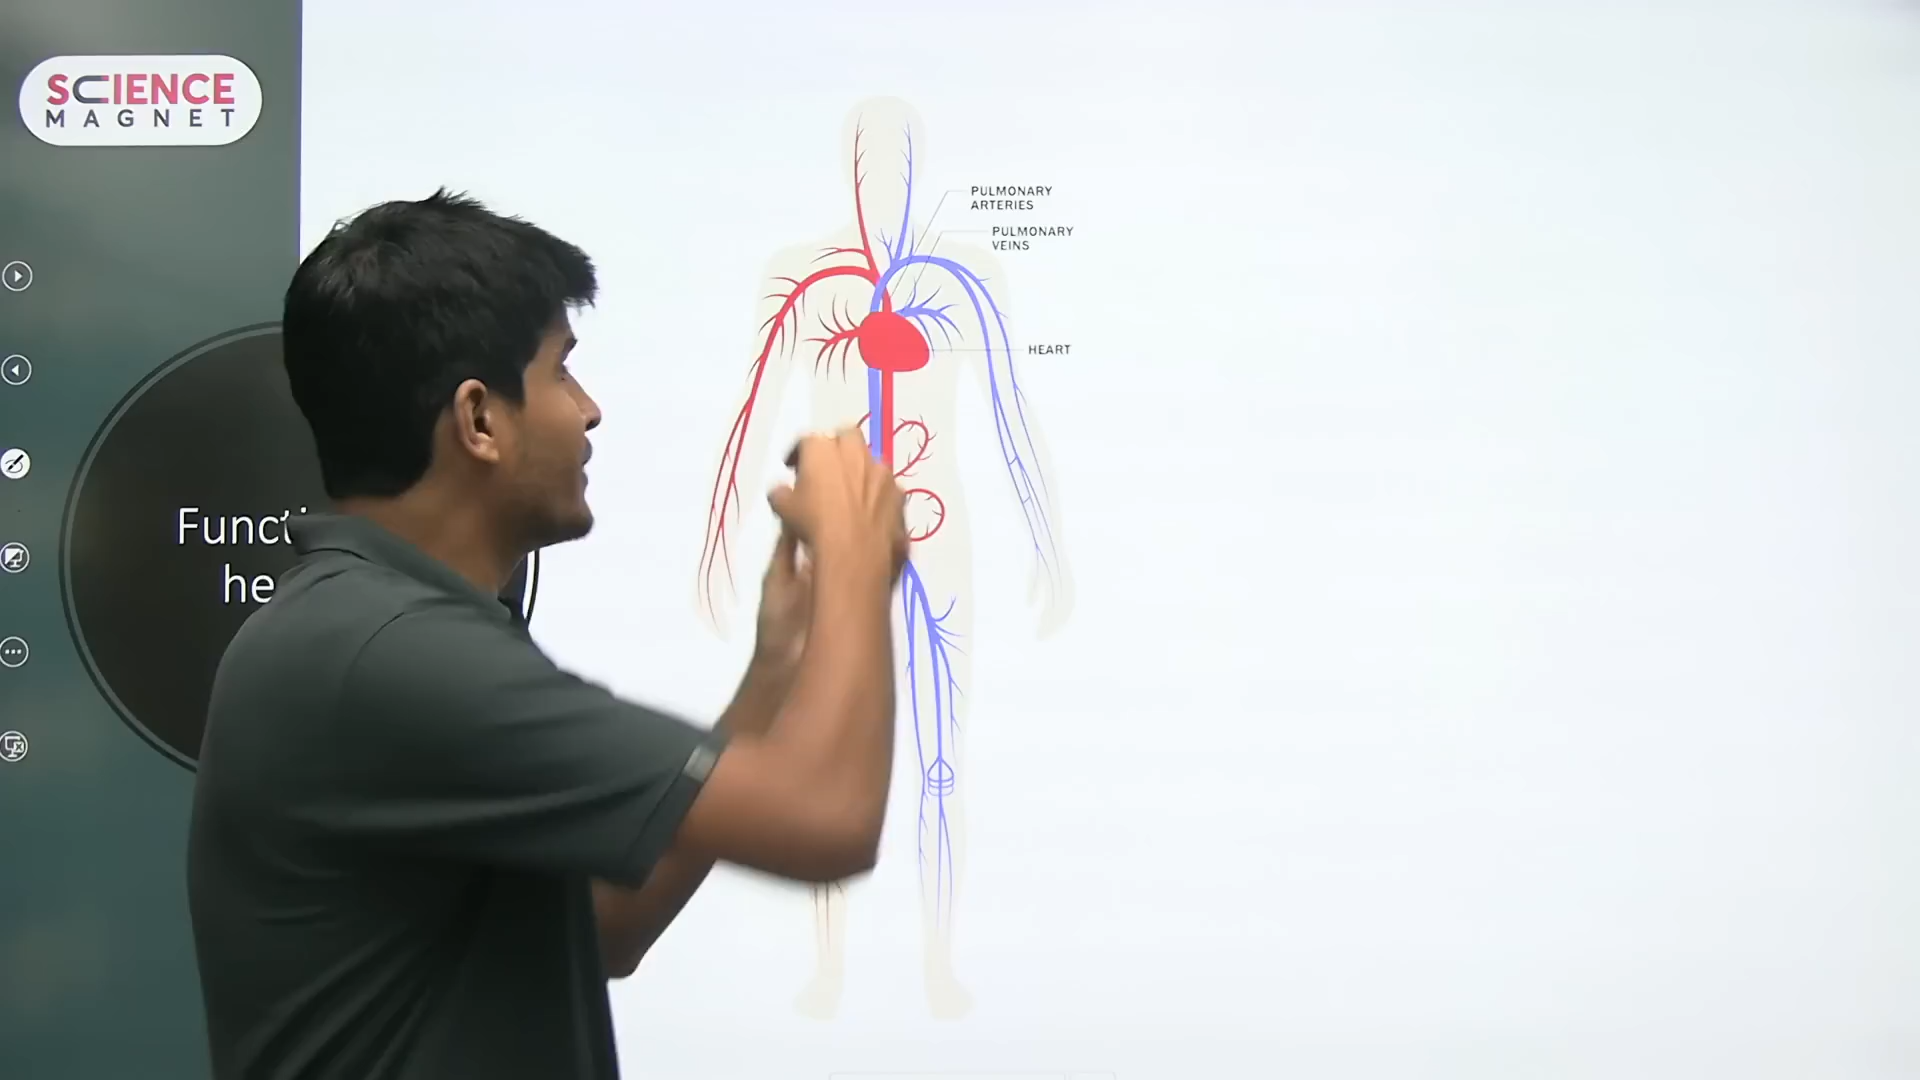 SCIENCE
MAGNET
PULMONARY
ARTERIES
PULMONARY
VEINS
HEART